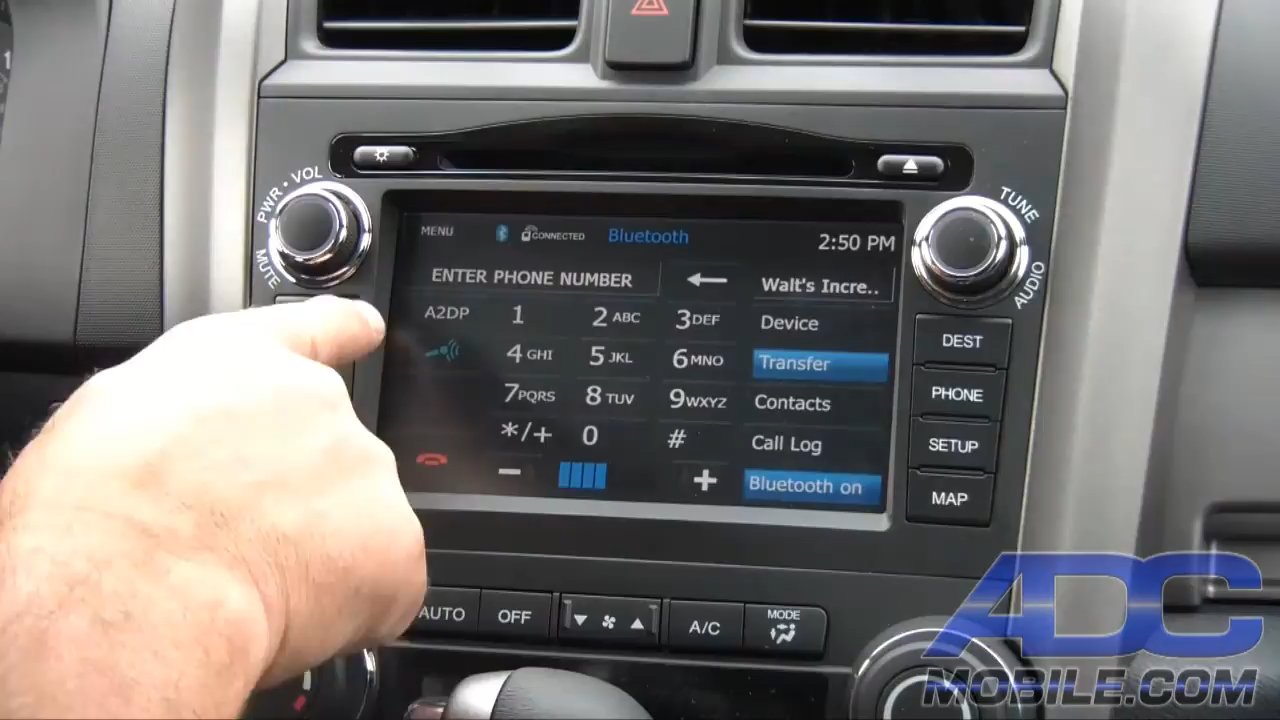 PWR • VOL
MUTE
TUNE
AUDIO
MENU CONNECTED Bluetooth 2:50 PM
ENTER PHONE NUMBER Walt's Incre..
A2DP 1 2 ABC 3 DEF Device
4 GHI 5 JKL 6 MNO Transfer
7 PQRS 8 TUV 9 WXYZ Contacts
*/+ 0 # Call Log
− + Bluetooth on
DEST
PHONE
SETUP
MAP
AUTO OFF A/C MODE
ADC
MOBILE.COM